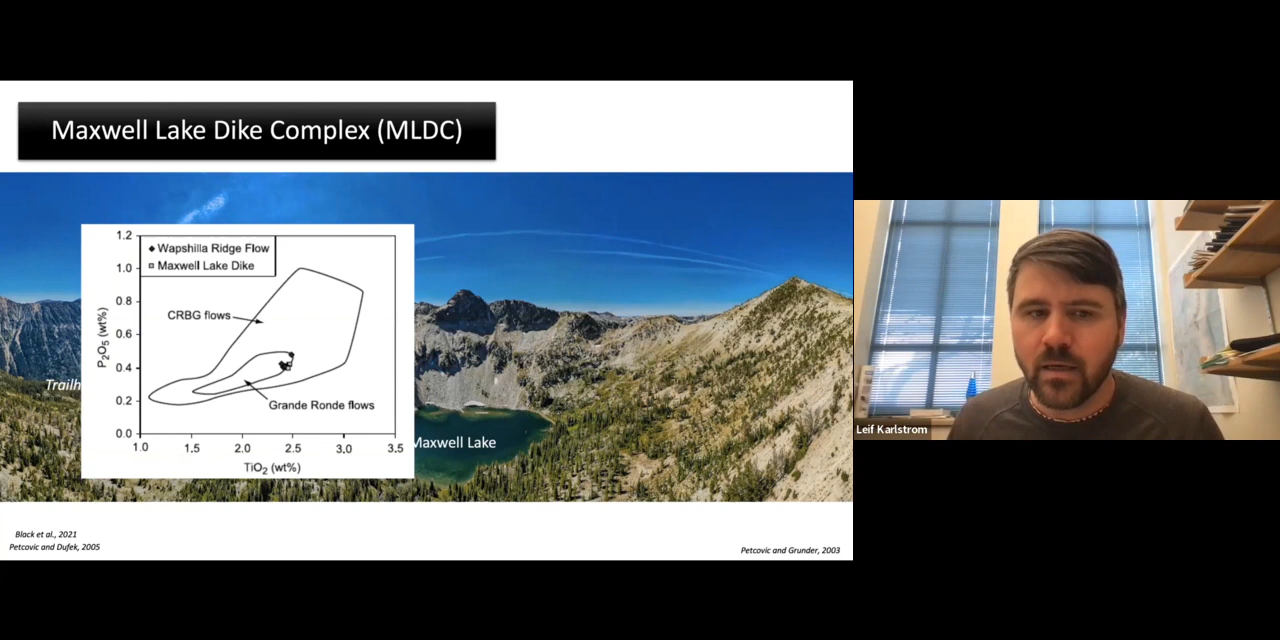 Maxwell Lake Dike Complex (MLDC)
1.2
Wapshilla Ridge Flow
1.0
Maxwell Lake Dike
0.8
CRBG flows
P2O5 (wt%)
0.6
0.4
Trailh
0.2
Grande Ronde flows
0.0
1.0 1.5 2.0 2.5 3.0 3.5
TiO2 (wt%)
Maxwell Lake
Black et al., 2021
Petcovic and Dufek, 2005
Petcovic and Grunder, 2003
Leif Karlstrom